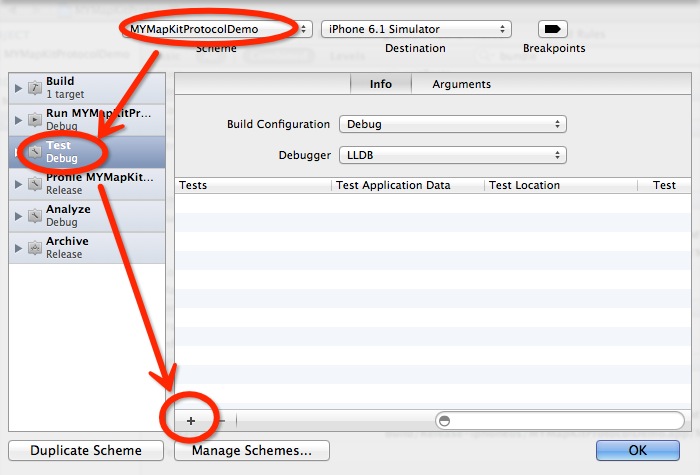 MYMapKitProtocolDemo
iPhone 6.1 Simulator
Scheme
Destination
Breakpoints
Build
1 target
Run MYMapKitPr...
Debug
Test
Debug
Profile MYMapKit...
Release
Analyze
Debug
Archive
Release
Info
Arguments
Build Configuration
Debug
Debugger
LLDB
Tests
Test Application Data
Test Location
Test
+
−
Duplicate Scheme
Manage Schemes...
OK